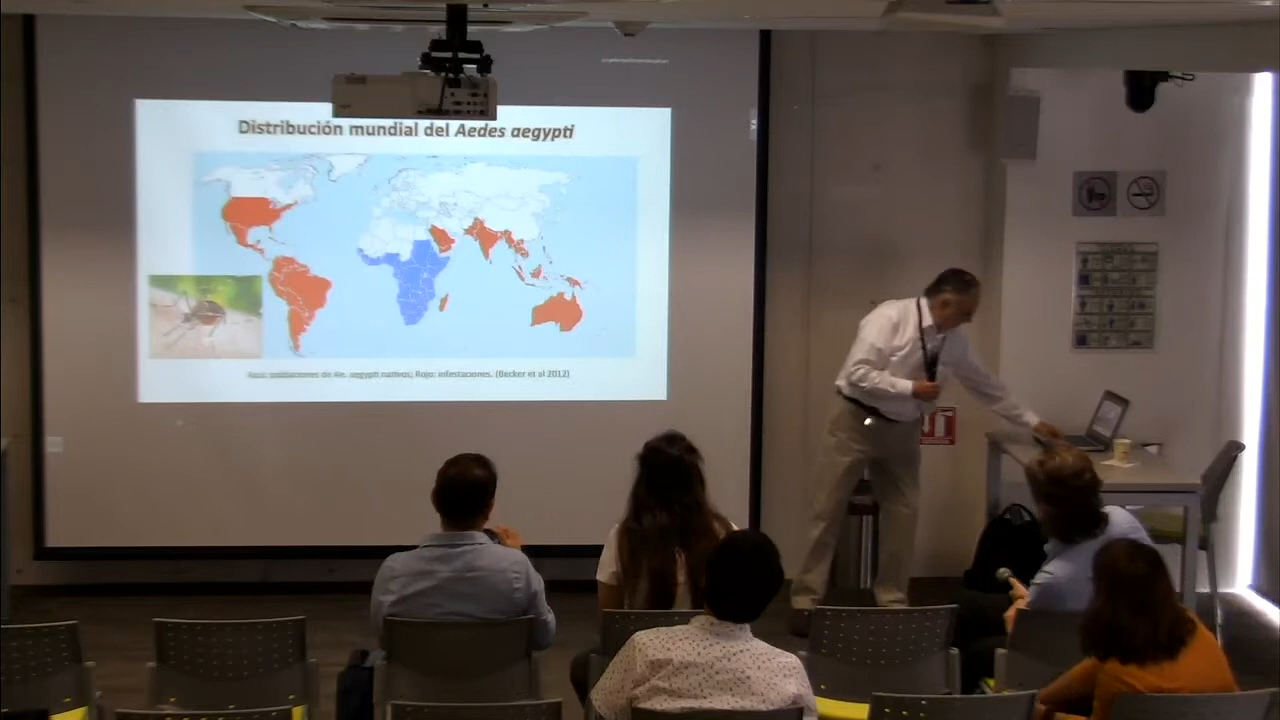 Distribución mundial del Aedes aegypti
Azul: poblaciones de Ae. aegypti nativos; Rojo: infestaciones. (Becker et al 2012)